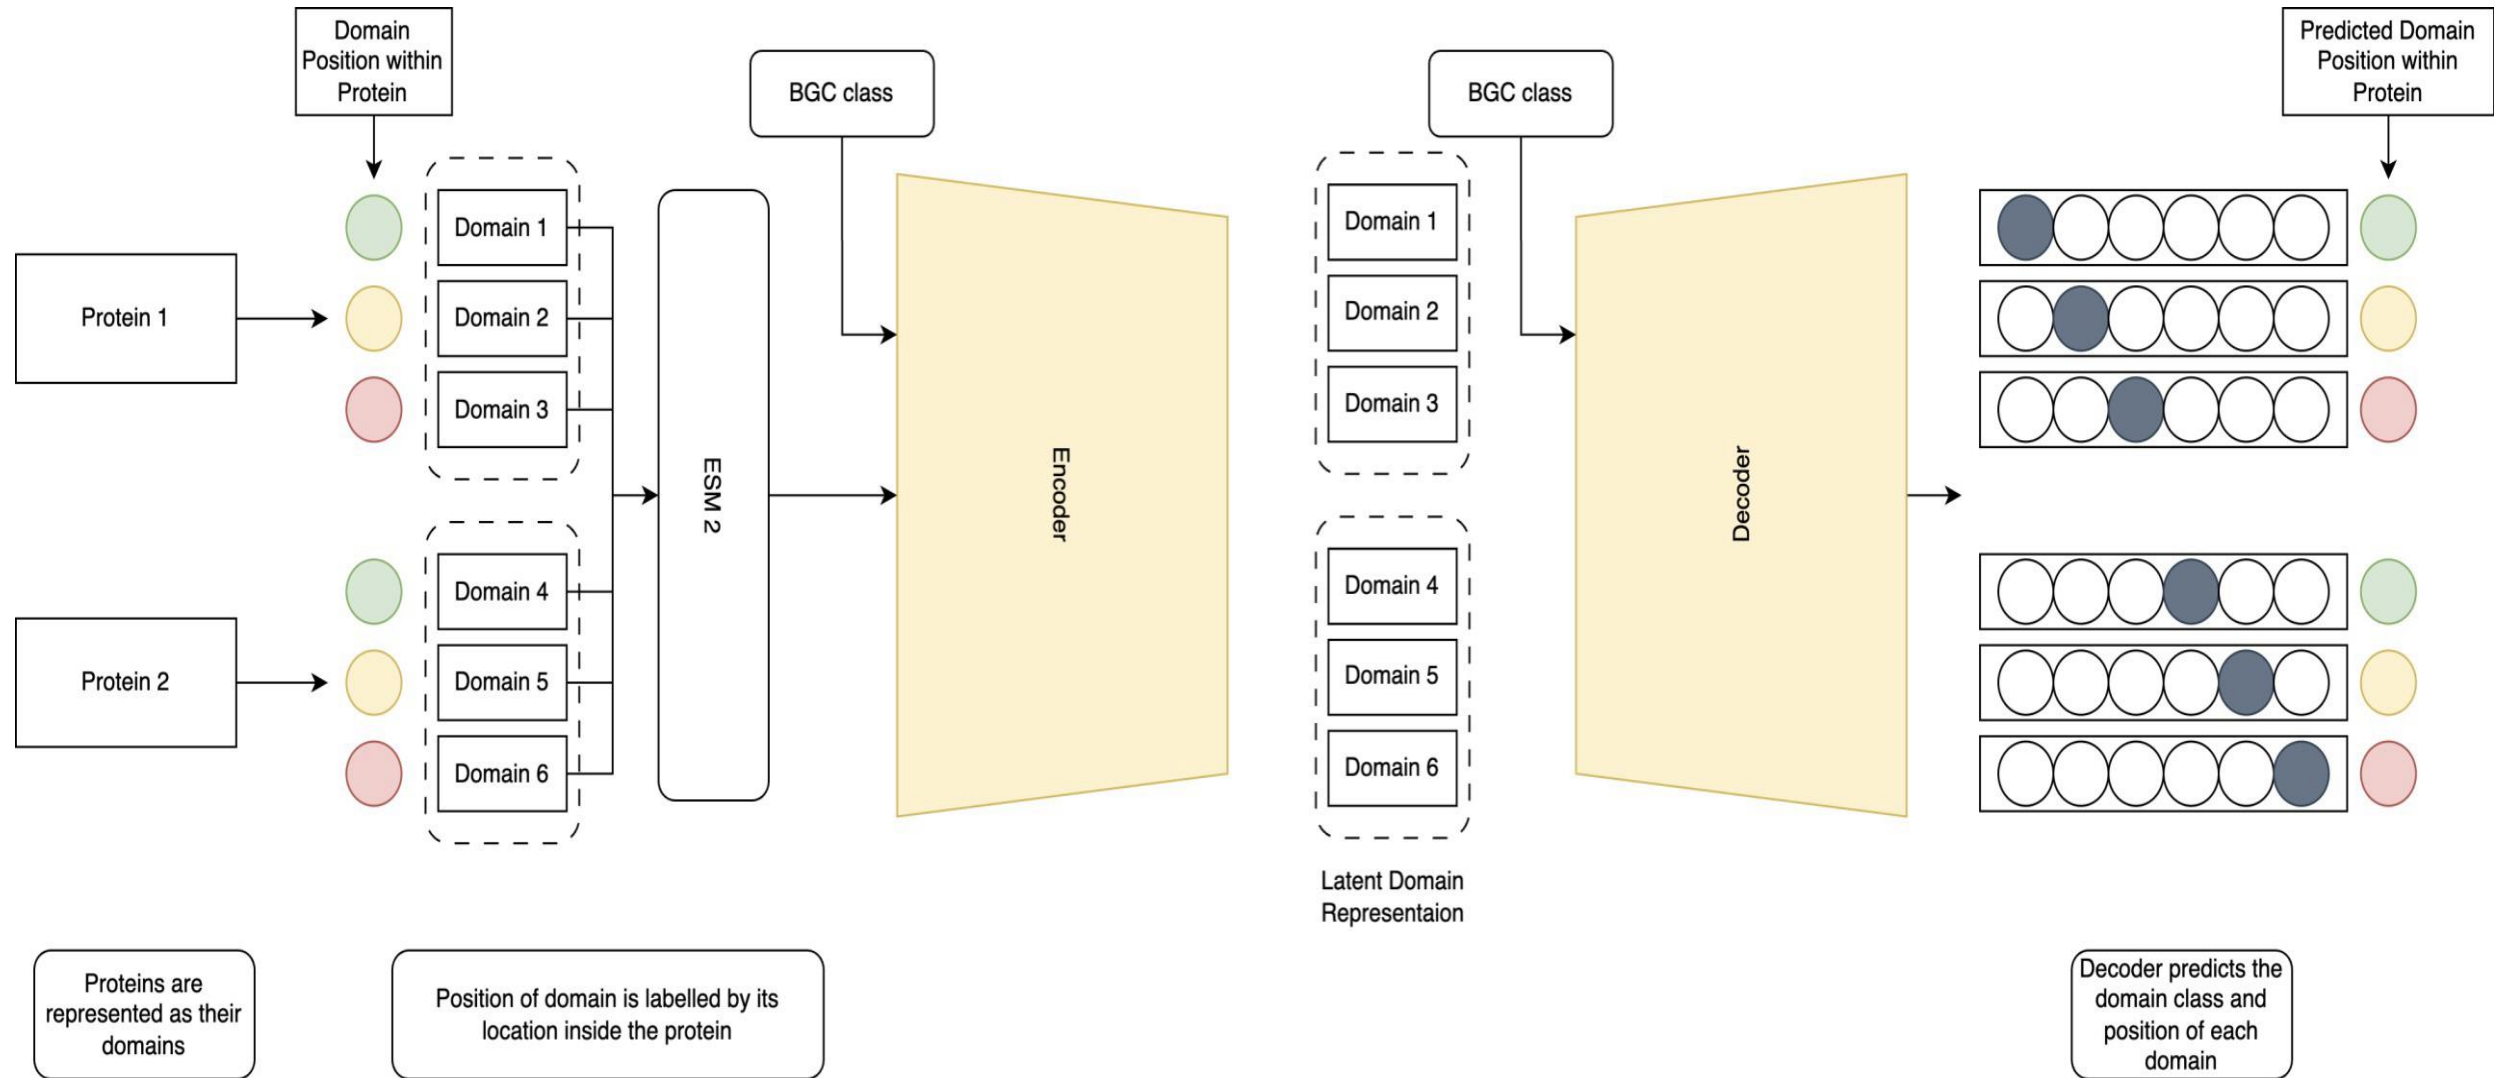 Domain
Position within
Protein
BGC class
BGC class
Predicted Domain
Position within
Protein
Protein 1
Domain 1
Domain 2
Domain 3
Protein 2
Domain 4
Domain 5
Domain 6
ESM 2
Encoder
Domain 1
Domain 2
Domain 3
Domain 4
Domain 5
Domain 6
Latent Domain
Representaion
Decoder
Proteins are
represented as their
domains
Position of domain is labelled by its
location inside the protein
Decoder predicts the
domain class and
position of each
domain